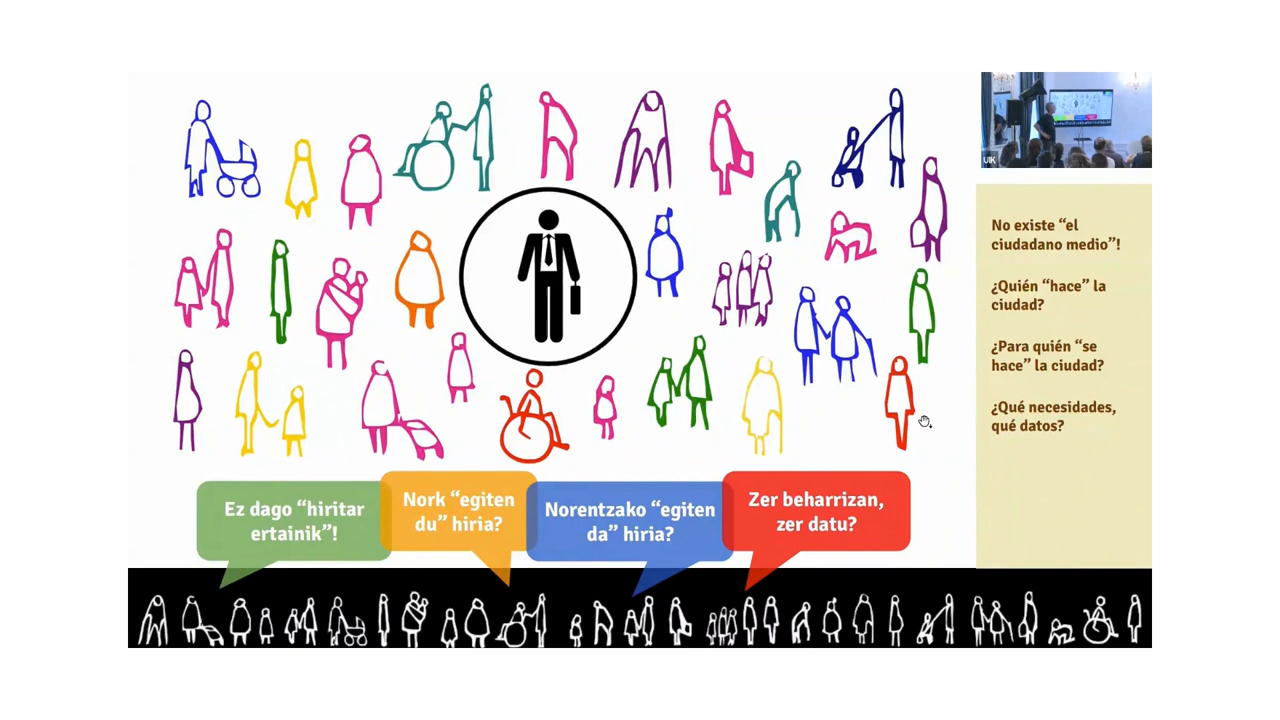 UIK
No existe “el
ciudadano medio”!
¿Quién “hace” la
ciudad?
¿Para quién “se
hace” la ciudad?
¿Qué necesidades,
qué datos?
Ez dago “hiritar
ertainik”!
Nork “egiten
du” hiria?
Norentzako “egiten
da” hiria?
Zer beharrizan,
zer datu?